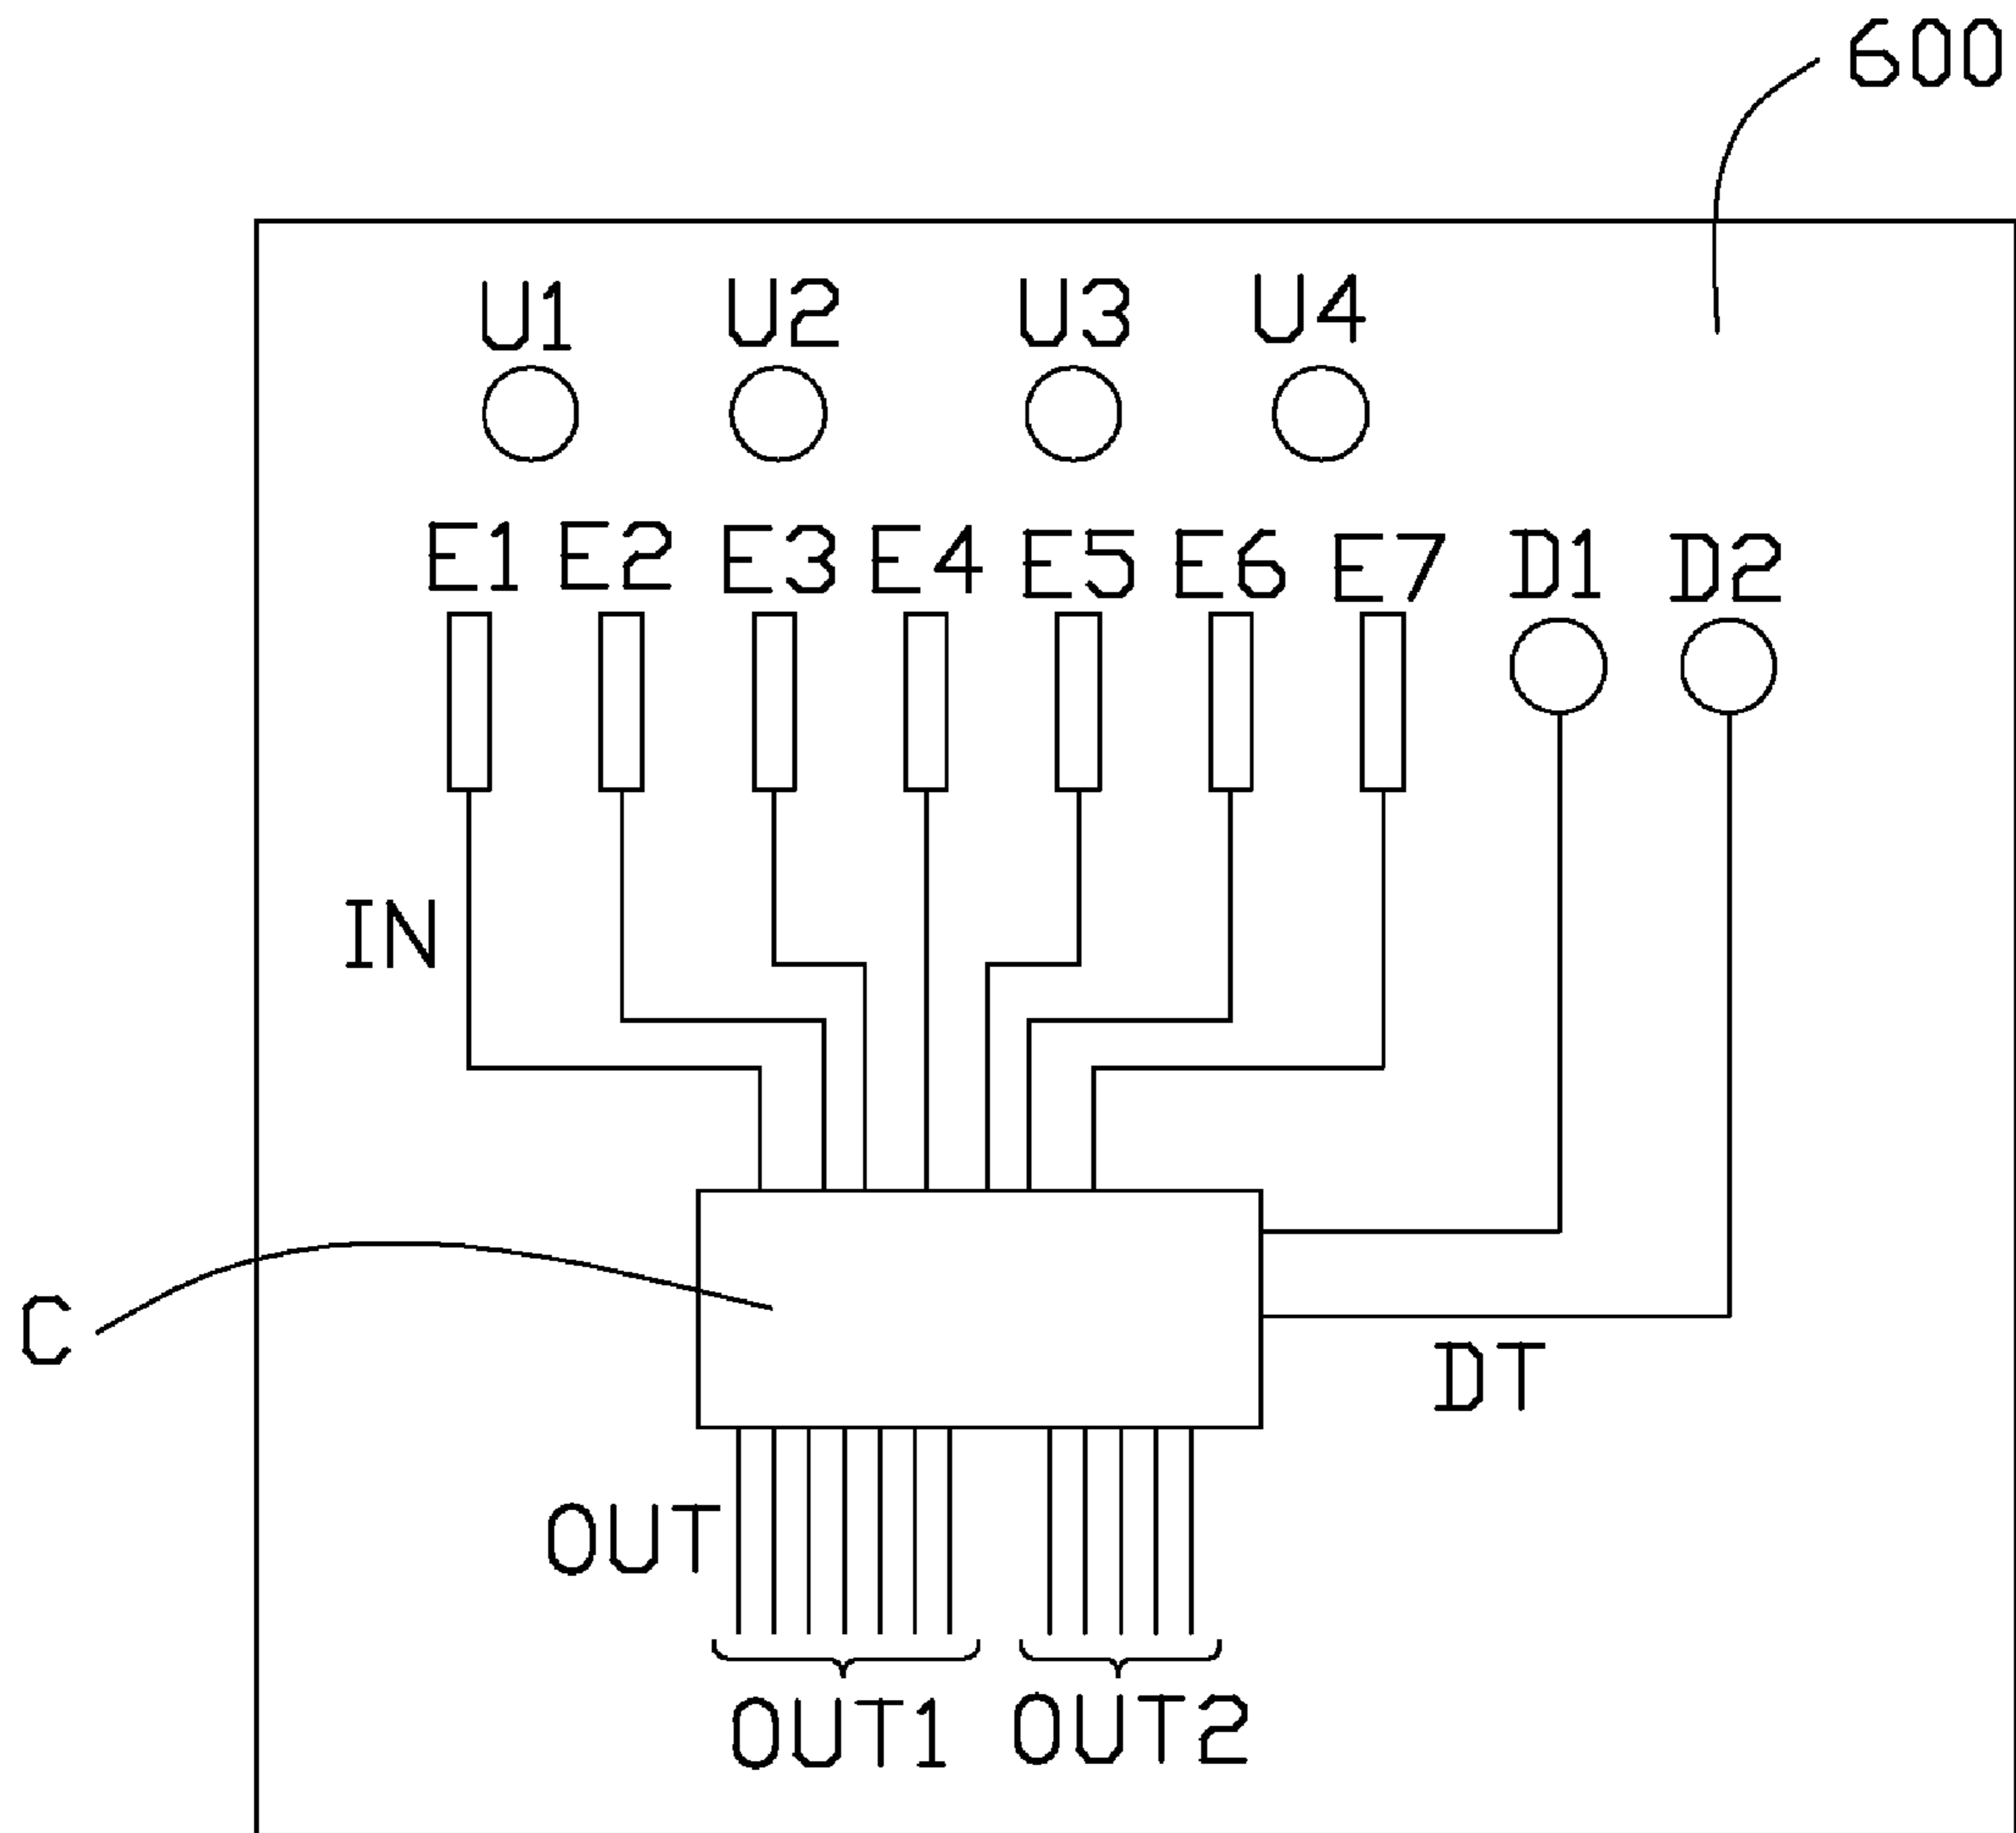 600
U1 U2 U3 U4
E1 E2 E3 E4 E5 E6 E7 D1 D2
IN
C
DT
OUT
OUT1 OUT2